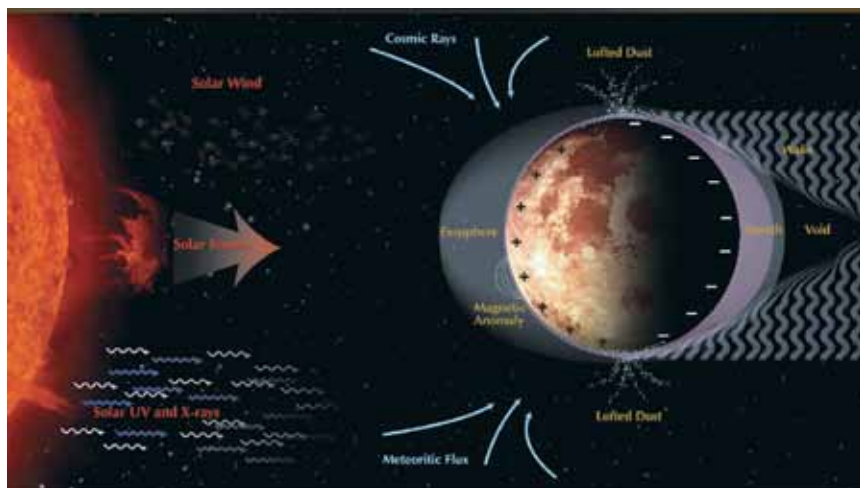 Cosmic Rays
Lofted Dust
Solar Wind
Wake
Solar
Exosphere
Void
Magnetic
Anomaly
Solar UV and X-rays
Lofted Dust
Meteoritic Flux